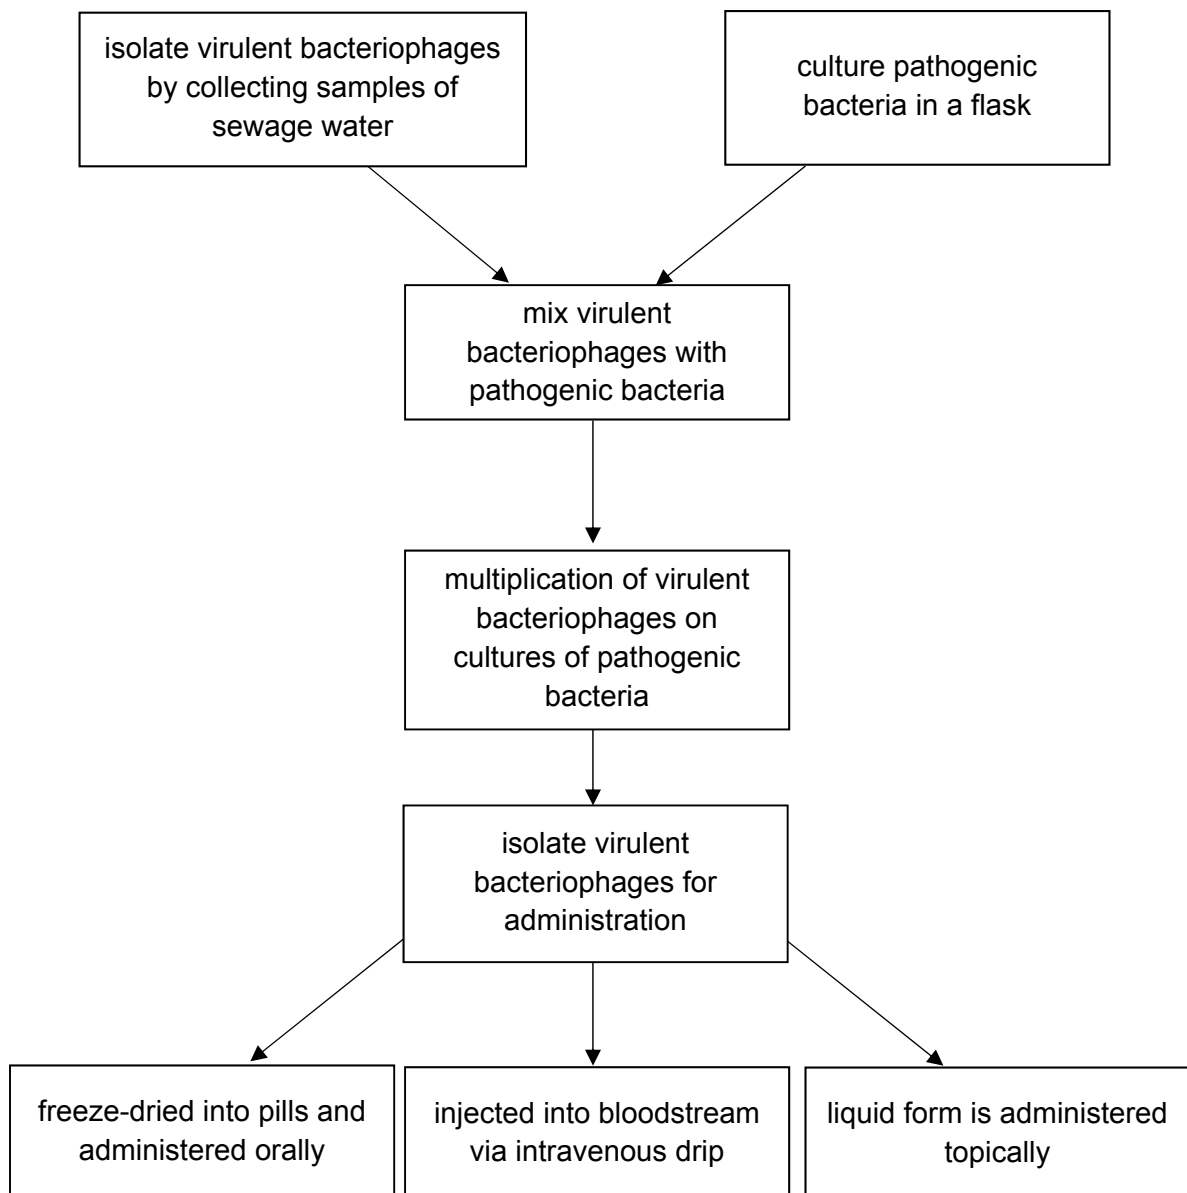 isolate virulent bacteriophages
by collecting samples of
sewage water
culture pathogenic
bacteria in a flask
mix virulent
bacteriophages with
pathogenic bacteria
multiplication of virulent
bacteriophages on
cultures of pathogenic
bacteria
isolate virulent
bacteriophages for
administration
freeze-dried into pills and
administered orally
injected into bloodstream
via intravenous drip
liquid form is administered
topically